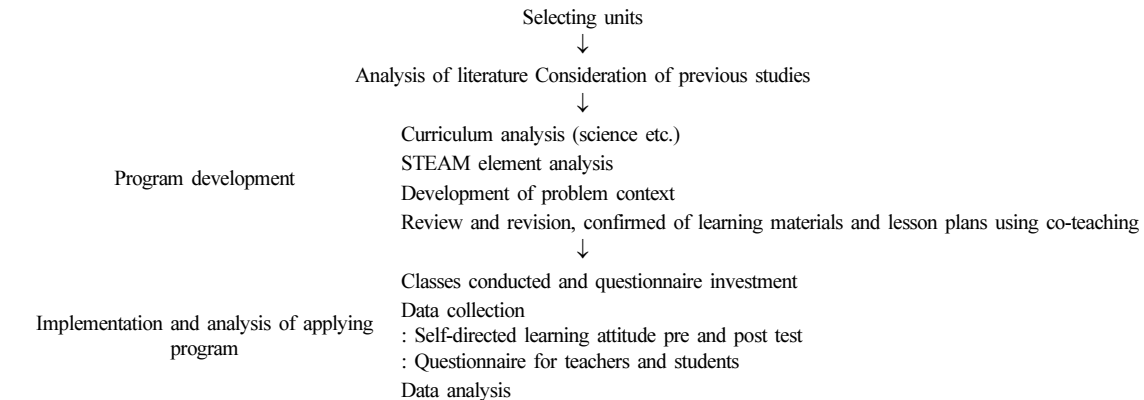 Selecting units
↓
Analysis of literature Consideration of previous studies
↓
Program development
Curriculum analysis (science etc.)
STEAM element analysis
Development of problem context
Review and revision, confirmed of learning materials and lesson plans using co-teaching
↓
Implementation and analysis of applying
program
Classes conducted and questionnaire investment
Data collection
: Self-directed learning attitude pre and post test
: Questionnaire for teachers and students
Data analysis